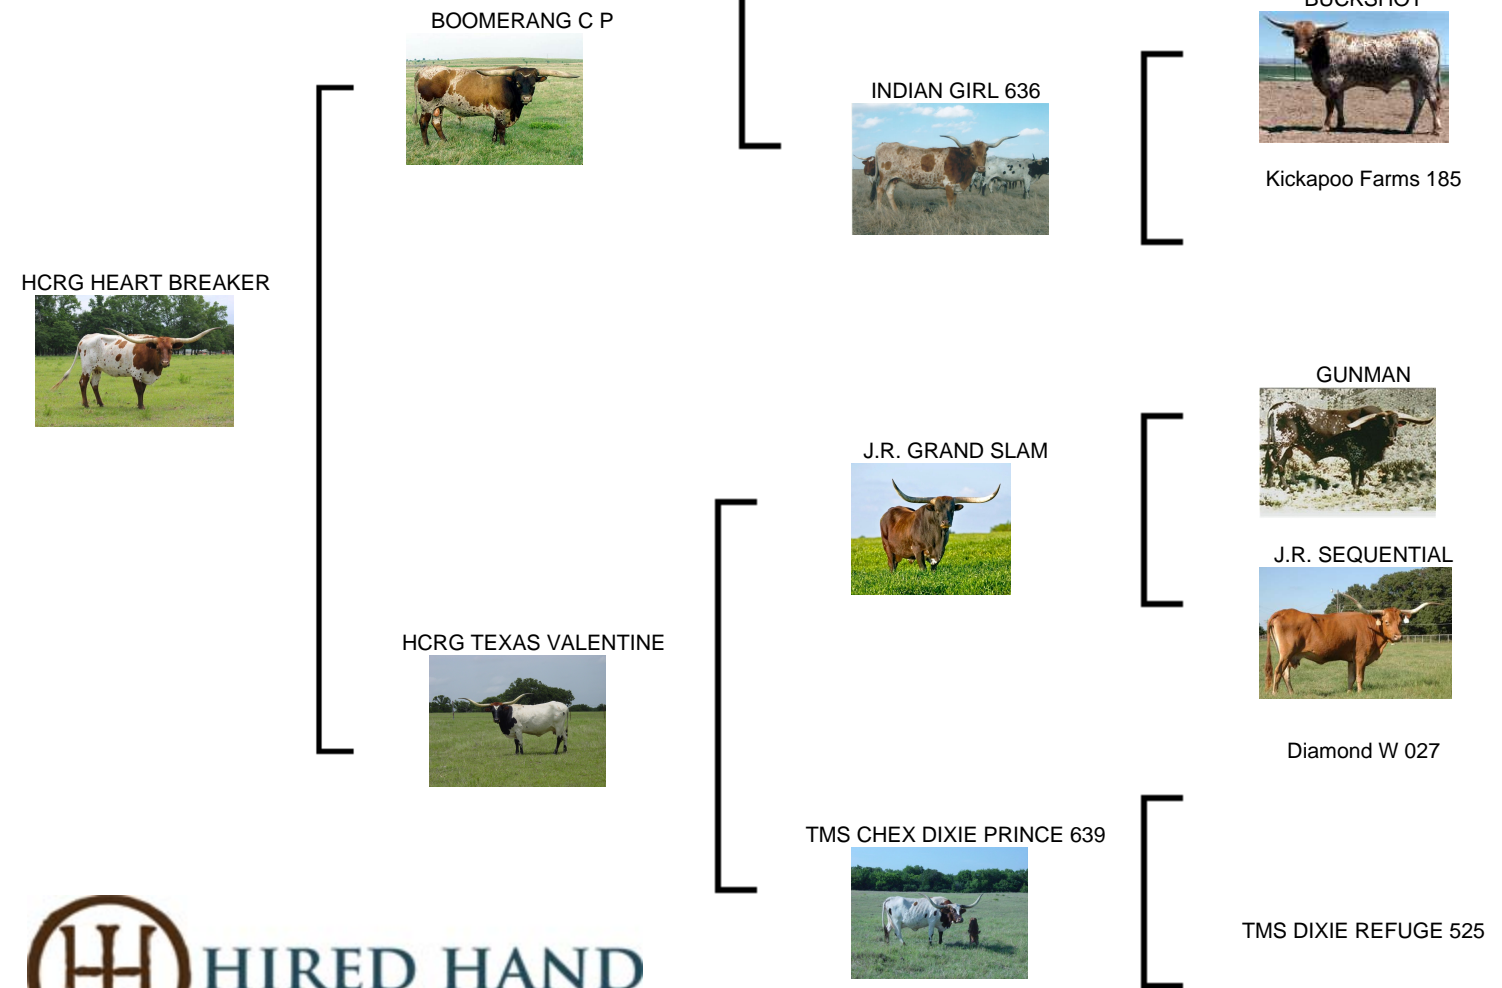 BUCKSHOT
BOOMERANG C P
INDIAN GIRL 636
Kickapoo Farms 185
HCRG HEART BREAKER
GUNMAN
J.R. GRAND SLAM
J.R. SEQUENTIAL
HCRG TEXAS VALENTINE
Diamond W 027
TMS CHEX DIXIE PRINCE 639
TMS DIXIE REFUGE 525
HIRED HAND